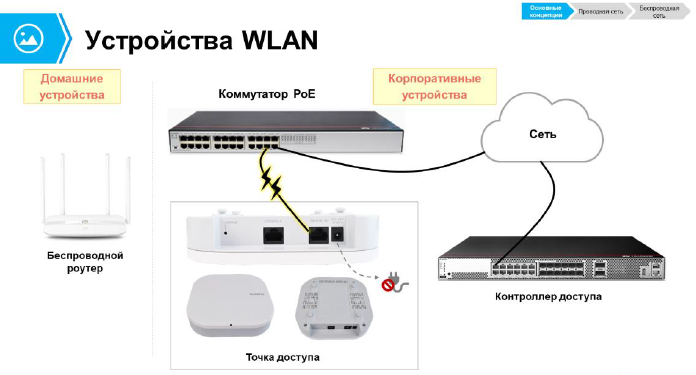 Основные
концепции
Проводная сеть
Беспроводная
сеть
Устройства WLAN
Домашние
устройства
Коммутатор PoE
Корпоративные
устройства
Сеть
Беспроводной
роутер
Контроллер доступа
Точка доступа